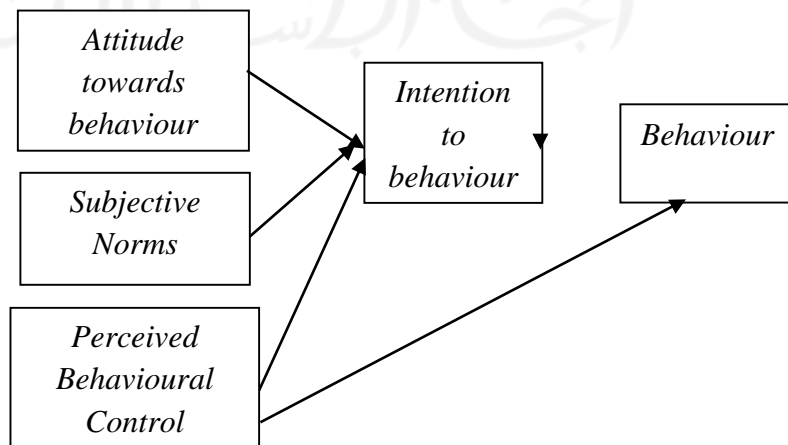 Attitude
towards
behaviour
Subjective
Norms
Perceived
Behavioural
Control
Intention
to
behaviour
Behaviour